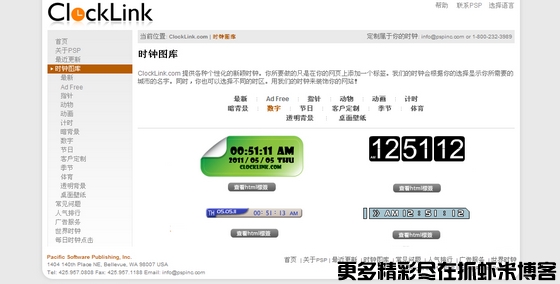 ClockLink
帮助 联系PSP 选择语言
当前位置: ClockLink.com | 时钟图库
定制属于你的时钟: info@pspinc.com or 1-800-232-3989
首页
关于PSP
最近更新
时钟图库
最新
Ad Free
指针
动物
动画
计时
暗背景
数字
节日
客户定制
季节
体育
透明背景
桌面壁纸
常见问题
人气排行
广告服务
世界时钟
每日时钟点击
时钟图库
ClockLink.com 提供各种个性化的新颖时钟。你所要做的只是在你的网页上添加一个标签。我们的时钟会根据你的选择显示你所需要的
城市的名字。同时，你也可以选择不同的时区。用我们的时钟来装饰你的网站!
最新 | Ad Free | 指针 | 动物 | 动画 | 计时
暗背景 | 数字 | 节日 | 客户定制 | 季节 | 体育
透明背景 | 桌面壁纸
00:51:11 AM
2011/05/05 THU
CLOCKLINK.COM
AM 12 51 12
查看html标签
查看html标签
TH 05.05.11 00:51:13 AM
AM 12:51:12
查看html标签
查看html标签
Pacific Software Publishing, Inc.
1404 140th Place NE, Bellevue, WA 98007 USA
Tel: 425.957.0808 Fax: 425.957.1188 Email: info@pspinc.com
| 首页 | 关于PSP | 最近更新 | 时钟图库 | 常见问题 | 人气排行 | 广告服务 | 世界时钟
更多精彩尽在抓虾米博客